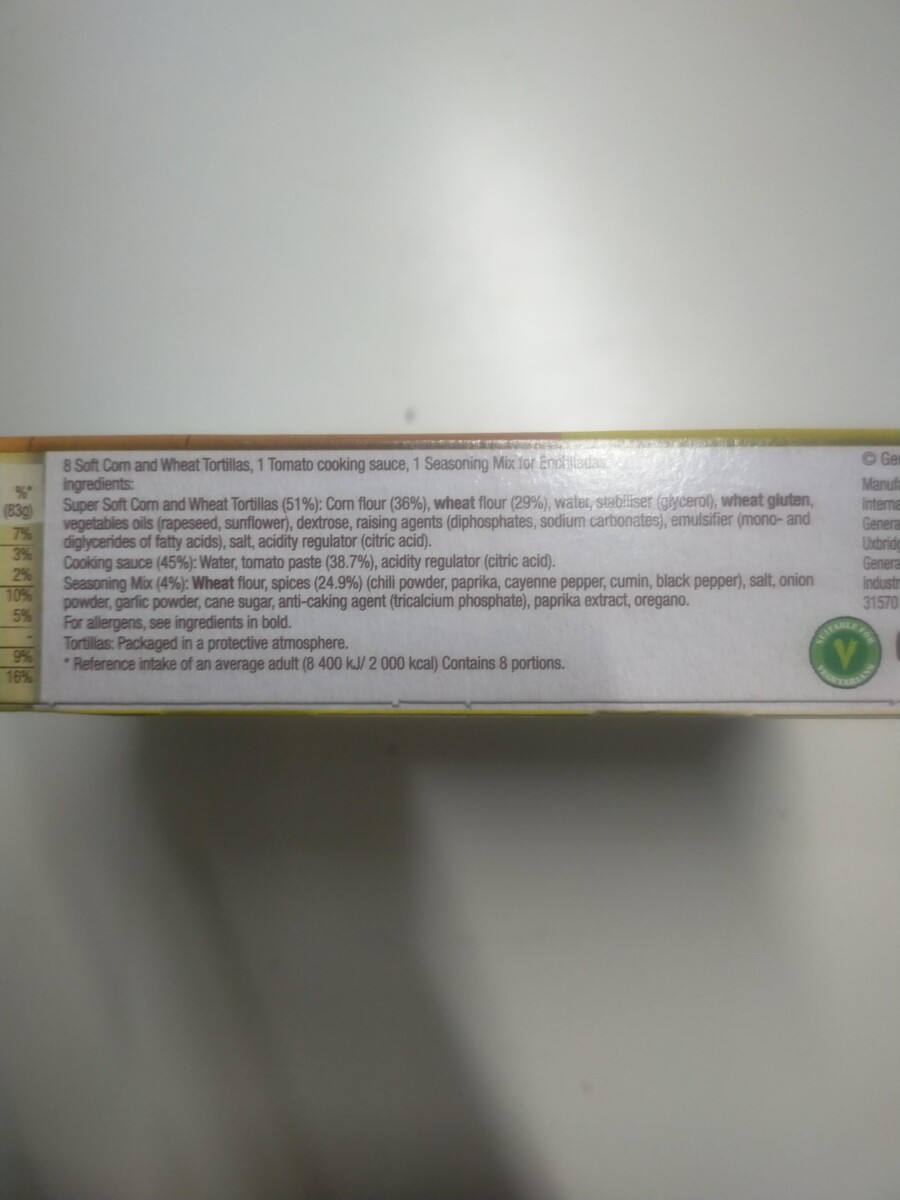 %*
(83g)
7%
3%
2%
10%
5%
-
9%
16%
8 Soft Corn and Wheat Tortillas, 1 Tomato cooking sauce, 1 Seasoning Mix for Enchiladas
Ingredients:
Super Soft Corn and Wheat Tortillas (51%): Corn flour (36%), wheat flour (29%), water, stabiliser (glycerol), wheat gluten,
vegetables oils (rapeseed, sunflower), dextrose, raising agents (diphosphates, sodium carbonates), emulsifier (mono- and
diglycerides of fatty acids), salt, acidity regulator (citric acid).
Cooking sauce (45%): Water, tomato paste (38.7%), acidity regulator (citric acid).
Seasoning Mix (4%): Wheat flour, spices (24.9%) (chili powder, paprika, cayenne pepper, cumin, black pepper), salt, onion
powder, garlic powder, cane sugar, anti-caking agent (tricalcium phosphate), paprika extract, oregano.
For allergens, see ingredients in bold.
Tortillas: Packaged in a protective atmosphere.
* Reference intake of an average adult (8 400 kJ/ 2 000 kcal) Contains 8 portions.
© Ge
Manufa
Interna
Genera
Uxbridg
Genera
Industr
31570
SUITABLE FOR
V
VEGETARIANS